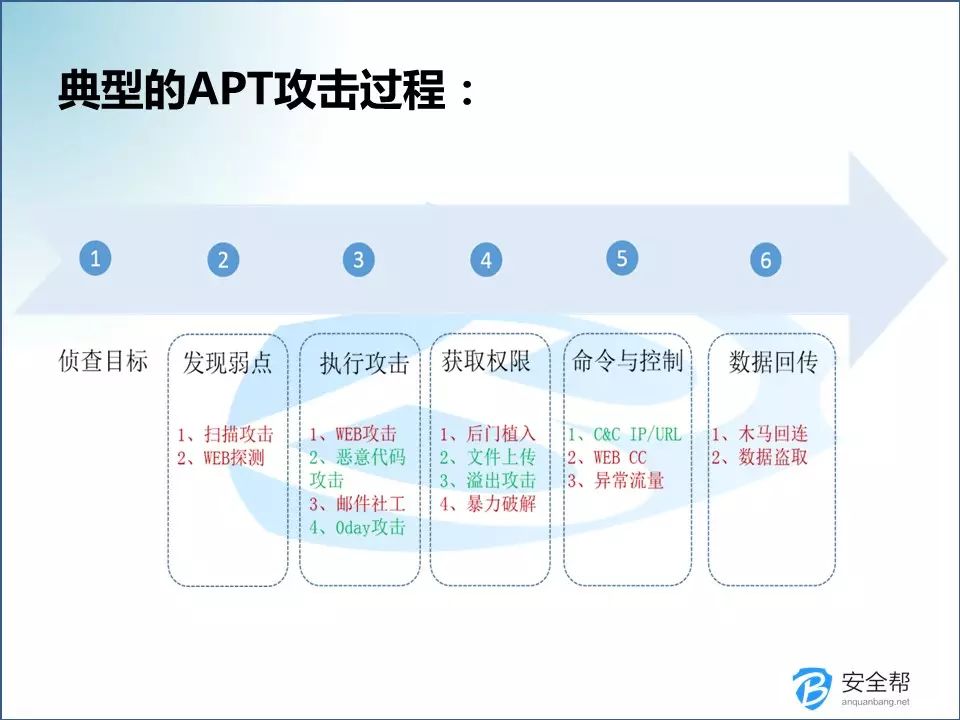 典型的APT攻击过程：
1
2
3
4
5
6
侦查目标
发现弱点
1、扫描攻击
2、WEB探测
执行攻击
1、WEB攻击
2、恶意代码
攻击
3、邮件社工
4、0day攻击
获取权限
1、后门植入
2、文件上传
3、溢出攻击
4、暴力破解
命令与控制
1、C&C IP/URL
2、WEB CC
3、异常流量
数据回传
1、木马回连
2、数据盗取
安全帮
anquanbang.net